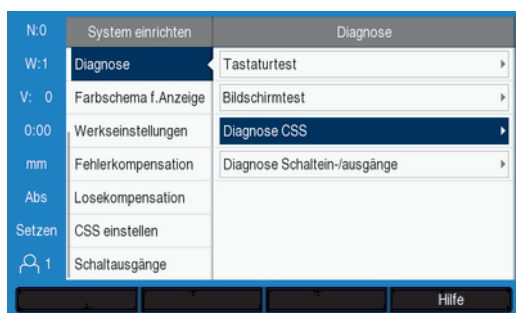 N:0
System einrichten
Diagnose
W:1
Diagnose
Tastaturtest
V: 0
Farbschema f.Anzeige
Bildschirmtest
0:00
Werkseinstellungen
Diagnose CSS
mm
Fehlerkompensation
Diagnose Schaltein-/ausgänge
Abs
Losekompensation
Setzen
CSS einstellen
1
Schaltausgänge
Hilfe